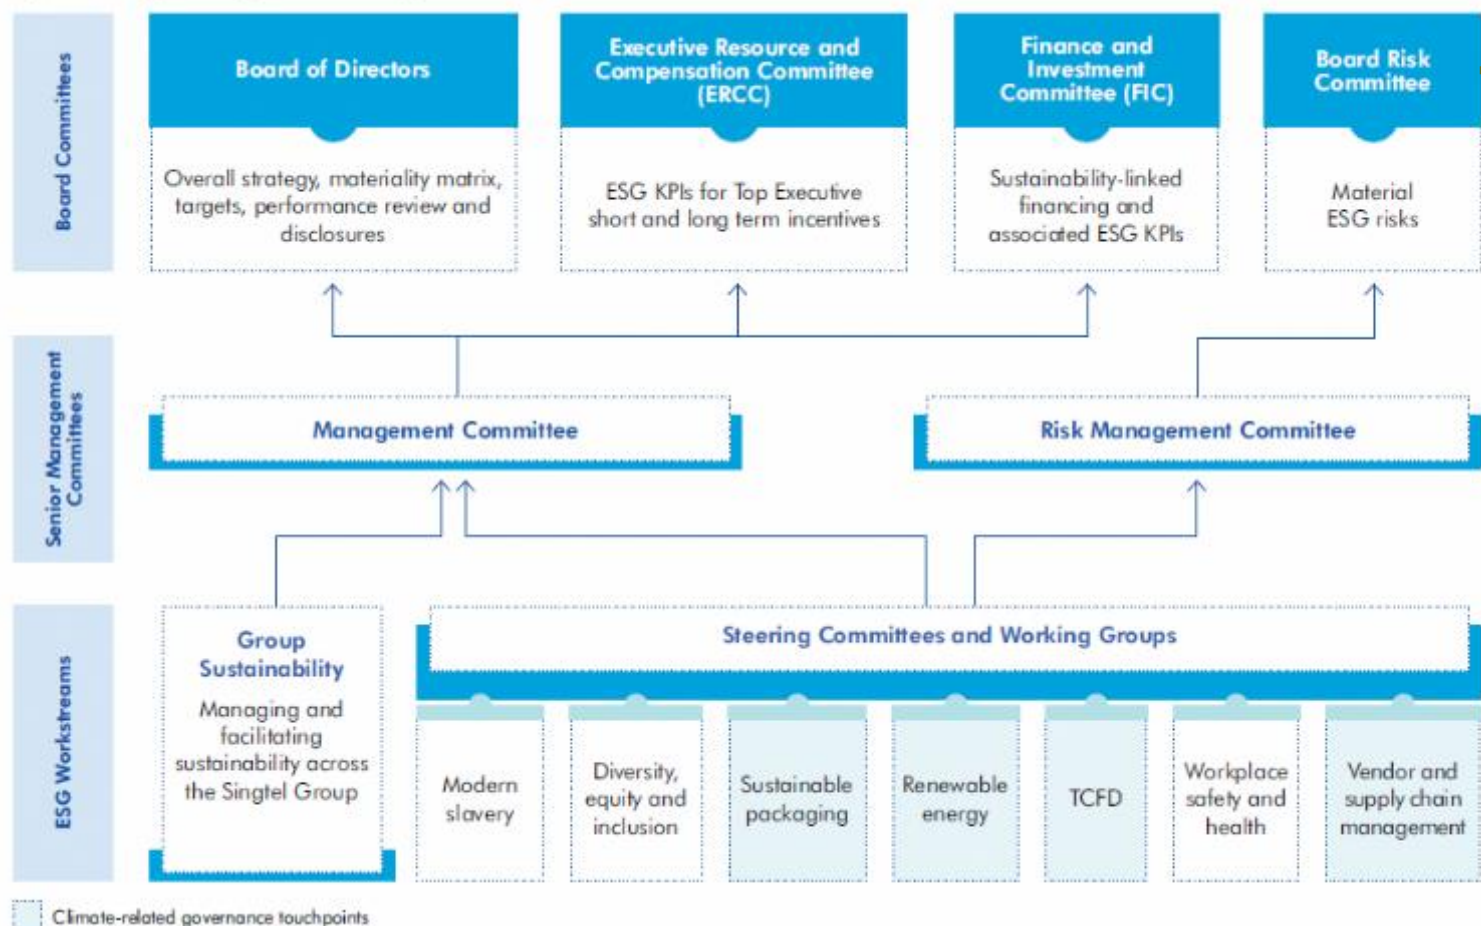 Board Committees
Board of Directors
Overall strategy, materiality matrix,
targets, performance review and
disclosures
Executive Resource and
Compensation Committee
(ERCC)
ESG KPIs for Top Executive
short and long term incentives
Finance and
Investment
Committee (FIC)
Sustainability-linked
financing and
associated ESG KPIs
Board Risk
Committee
Material
ESG risks
Senior Management
Committees
Management Committee
Risk Management Committee
ESG Workstreams
Group
Sustainability
Managing and
facilitating
sustainability across
the Singtel Group
Steering Committees and Working Groups
Modern
slavery
Diversity,
equity and
inclusion
Sustainable
packaging
Renewable
energy
TCFD
Workplace
safety and
health
Vendor and
supply chain
management
Climate-related governance touchpoints